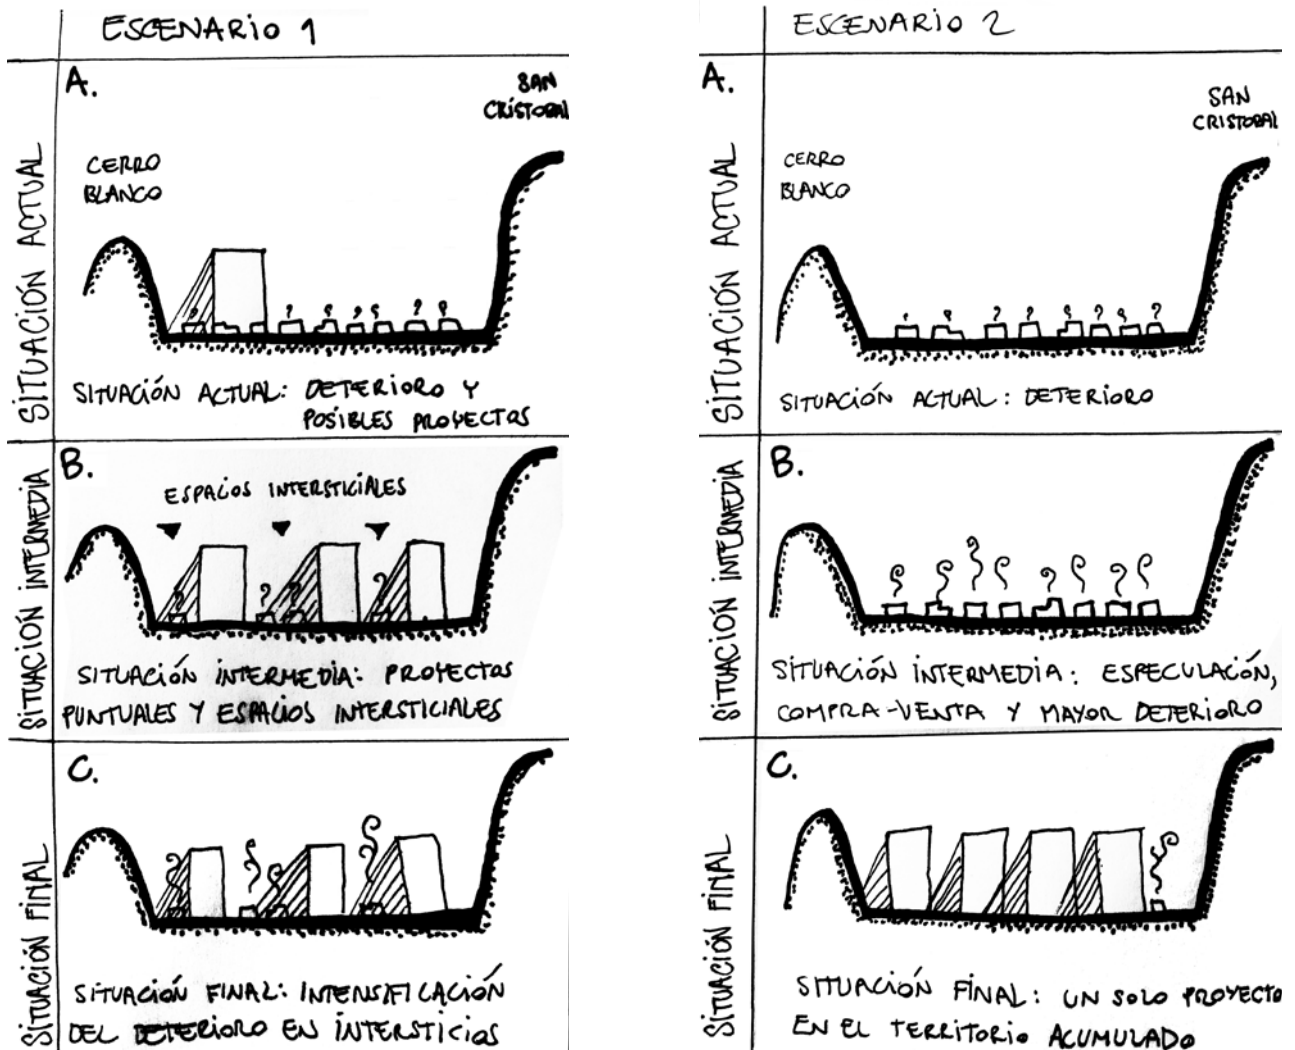 ESCENARIO 1
SITUACIÓN ACTUAL
A.
SAN
CRISTOBAL
CERRO
BLANCO
SITUACIÓN ACTUAL: DETERIORO Y
POSIBLES PROYECTOS
SITUACIÓN INTERMEDIA
B.
ESPACIOS INTERSTICIALES
SITUACIÓN INTERMEDIA: PROYECTOS
PUNTUALES Y ESPACIOS INTERSTICIALES
SITUACIÓN FINAL
C.
SITUACIÓN FINAL: INTENSIFICACIÓN
DEL DETERIORO EN INTERSTICIOS
ESCENARIO 2
SITUACIÓN ACTUAL
A.
SAN
CRISTOBAL
CERRO
BLANCO
SITUACIÓN ACTUAL: DETERIORO
SITUACIÓN INTERMEDIA
B.
SITUACIÓN INTERMEDIA: ESPECULACIÓN,
COMPRA-VENTA Y MAYOR DETERIORO
SITUACIÓN FINAL
C.
SITUACIÓN FINAL: UN SOLO PROYECTO
EN EL TERRITORIO ACUMULADO